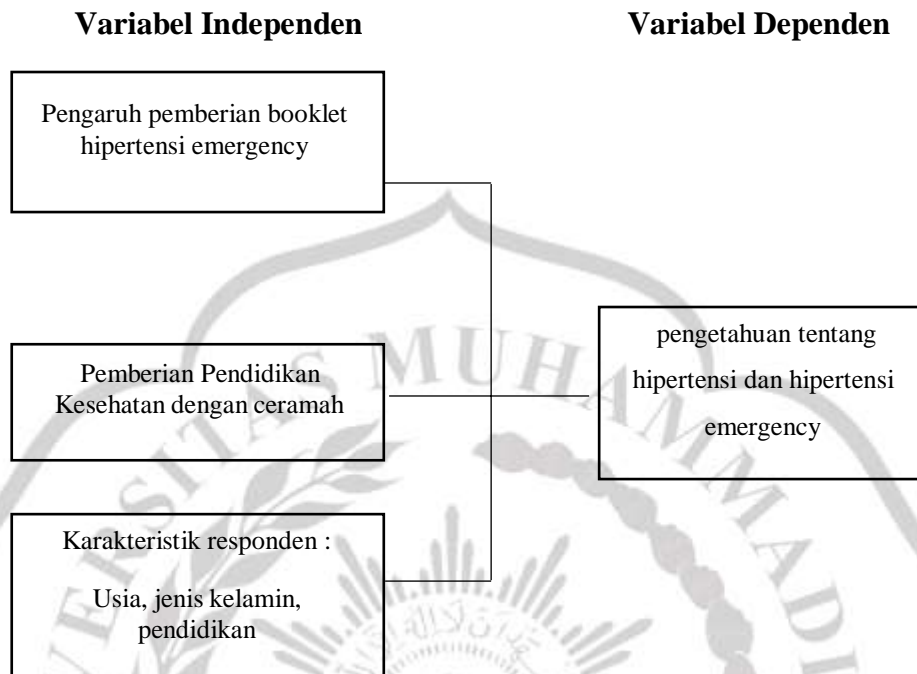 Variabel Independen
Variabel Dependen
Pengaruh pemberian booklet
hipertensi emergency
Pemberian Pendidikan
Kesehatan dengan ceramah
Karakteristik responden :
Usia, jenis kelamin,
pendidikan
pengetahuan tentang
hipertensi dan hipertensi
emergency